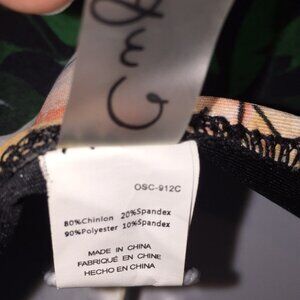 OSC-912C
80%Chinlon 20%Spandex
90%Polyester 10%Spandex
MADE IN CHINA
FABRIQUÉ EN CHINE
HECHO EN CHINA